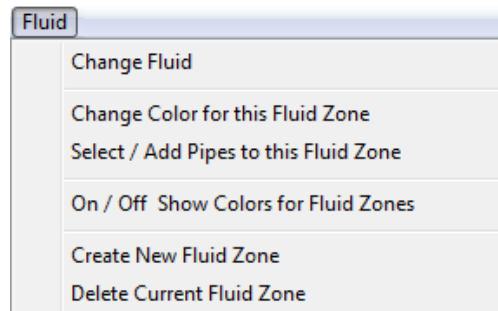 Fluid
Change Fluid
Change Color for this Fluid Zone
Select / Add Pipes to this Fluid Zone
On / Off  Show Colors for Fluid Zones
Create New Fluid Zone
Delete Current Fluid Zone